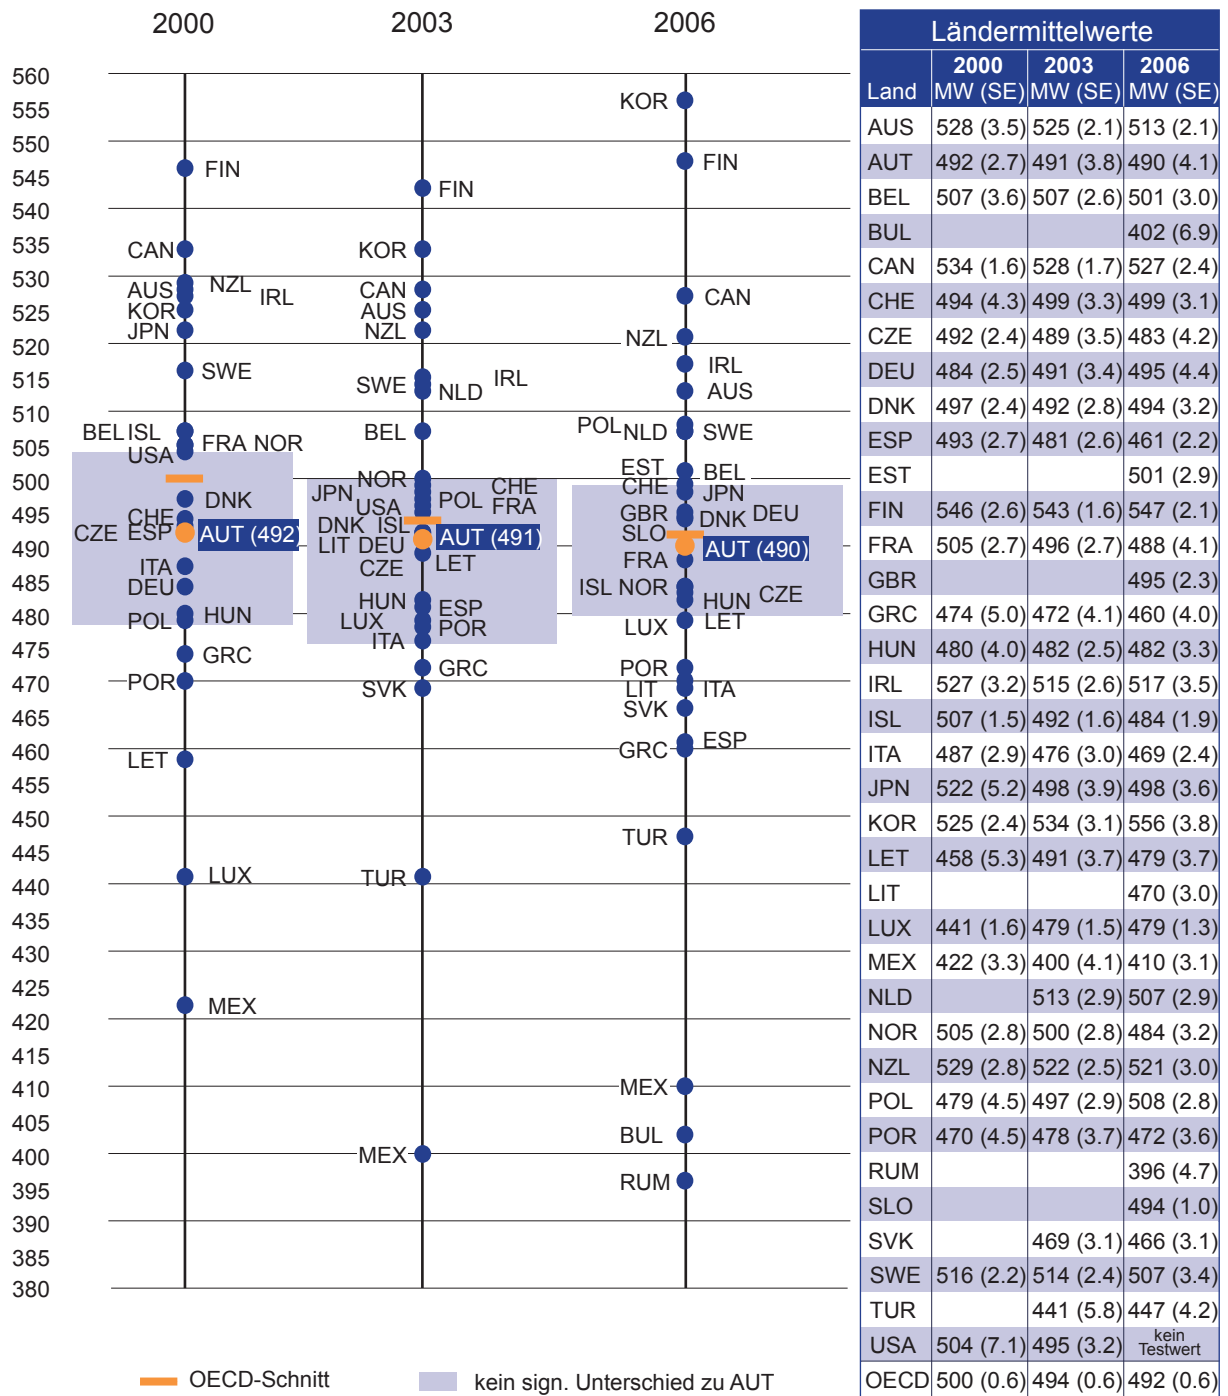 2000 2003 2006
560
555 KOR
550
545 FIN FIN FIN
540
535 CAN KOR
530 NZL
AUS IRL CAN CAN
525 KOR AUS
JPN NZL NZL
520
SWE IRL
515 SWE NLD IRL AUS
510
BEL ISL BEL POL NLD SWE
505 FRA NOR
USA
500 NOR EST BEL
CHE CHE JPN
495 DNK JPN POL FRA GBR DEU
CHE USA DNK
490 CZE ESP AUT (492) DNK ISL AUT (491) SLO AUT (490)
LIT DEU FRA
ITA CZE LET
485 DEU ISL NOR CZE
480 HUN HUN ESP HUN
POL LUX POR LUX LET
475 ITA
GRC GRC POR
470 POR SVK LIT ITA
465 SVK
460 LET GRC ESP
455
450
445 TUR
440 LUX TUR
435
430
425
420 MEX
415
410 MEX
405 BUL
400 MEX
395 RUM
390
385
380
OECD-Schnitt kein sign. Unterschied zu AUT
Ländermittelwerte
2000 2003 2006
Land MW (SE) MW (SE) MW (SE)
AUS 528 (3.5) 525 (2.1) 513 (2.1)
AUT 492 (2.7) 491 (3.8) 490 (4.1)
BEL 507 (3.6) 507 (2.6) 501 (3.0)
BUL 402 (6.9)
CAN 534 (1.6) 528 (1.7) 527 (2.4)
CHE 494 (4.3) 499 (3.3) 499 (3.1)
CZE 492 (2.4) 489 (3.5) 483 (4.2)
DEU 484 (2.5) 491 (3.4) 495 (4.4)
DNK 497 (2.4) 492 (2.8) 494 (3.2)
ESP 493 (2.7) 481 (2.6) 461 (2.2)
EST 501 (2.9)
FIN 546 (2.6) 543 (1.6) 547 (2.1)
FRA 505 (2.7) 496 (2.7) 488 (4.1)
GBR 495 (2.3)
GRC 474 (5.0) 472 (4.1) 460 (4.0)
HUN 480 (4.0) 482 (2.5) 482 (3.3)
IRL 527 (3.2) 515 (2.6) 517 (3.5)
ISL 507 (1.5) 492 (1.6) 484 (1.9)
ITA 487 (2.9) 476 (3.0) 469 (2.4)
JPN 522 (5.2) 498 (3.9) 498 (3.6)
KOR 525 (2.4) 534 (3.1) 556 (3.8)
LET 458 (5.3) 491 (3.7) 479 (3.7)
LIT 470 (3.0)
LUX 441 (1.6) 479 (1.5) 479 (1.3)
MEX 422 (3.3) 400 (4.1) 410 (3.1)
NLD 513 (2.9) 507 (2.9)
NOR 505 (2.8) 500 (2.8) 484 (3.2)
NZL 529 (2.8) 522 (2.5) 521 (3.0)
POL 479 (4.5) 497 (2.9) 508 (2.8)
POR 470 (4.5) 478 (3.7) 472 (3.6)
RUM 396 (4.7)
SLO 494 (1.0)
SVK 469 (3.1) 466 (3.1)
SWE 516 (2.2) 514 (2.4) 507 (3.4)
TUR 441 (5.8) 447 (4.2)
USA 504 (7.1) 495 (3.2) kein Testwert
OECD 500 (0.6) 494 (0.6) 492 (0.6)